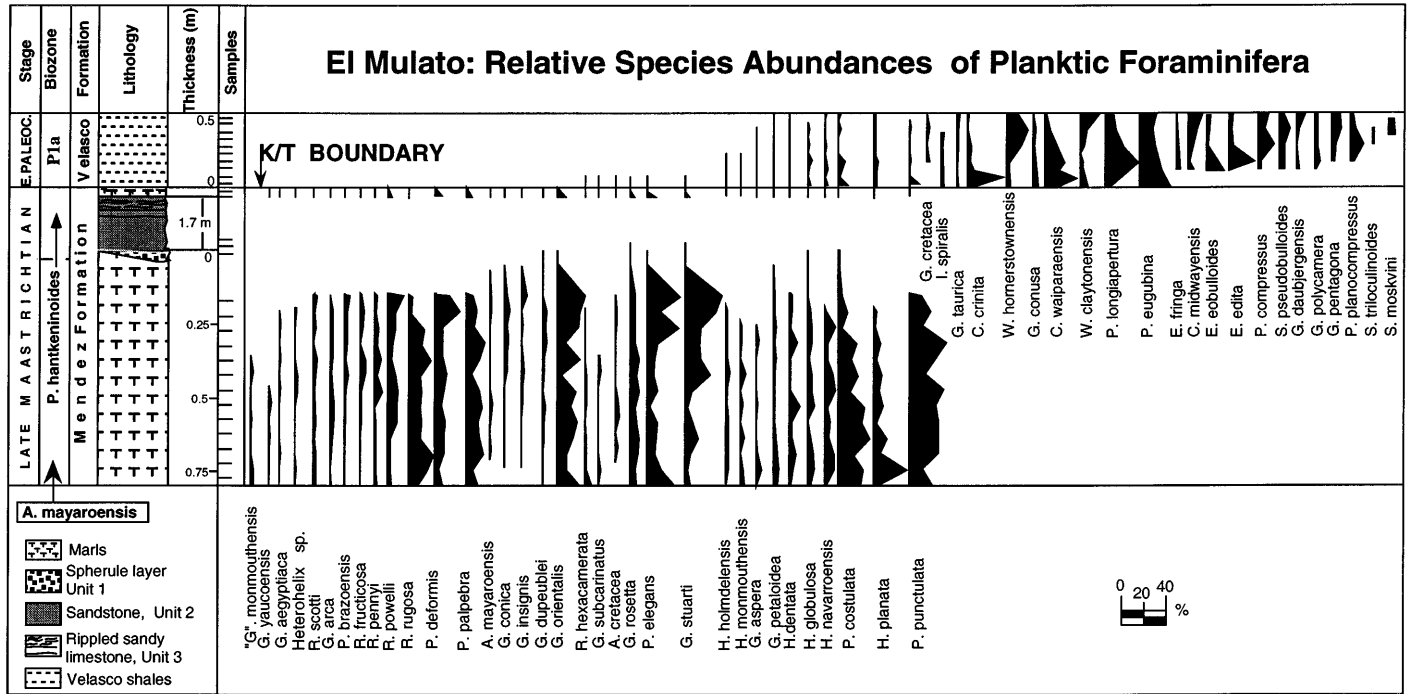 Stage
Biozone
Formation
Lithology
Thickness (m)
Samples
El Mulato: Relative Species Abundances of Planktic Foraminifera
E.PALEOC.
P1a
Velasco
0.5
0
K/T BOUNDARY
LATE MAASTRICHTIAN
P. hantkeninoides
Mendez Formation
1.7 m
0
0.25
0.5
0.75
G. cretacea
I. spiralis
G. taurica
C. crinita
W. homerstownensis
G. conusa
C. waiparaensis
W. claytonensis
P. longiapertura
P. eugubina
E. fringa
C. midwayensis
E. eobulloides
E. edita
P. compressus
S. pseudobulloides
G. daubjergensis
G. polycamera
G. pentagona
P. planocompressus
S. triloculinoides
S. moskvini
A. mayaroensis
Marls
Spherule layer
Unit 1
Sandstone, Unit 2
Rippled sandy
limestone, Unit 3
Velasco shales
"G". monmouthensis
G. yaucoensis
G. aegyptiaca
Heterohelix sp.
R. scotti
G. arca
P. brazoensis
R. fructicosa
R. pennyi
R. powelli
R. rugosa
P. deformis
P. palpebra
A. mayaroensis
G. conica
G. insignis
G. dupeublei
G. orientalis
R. hexacamerata
G. subcarinatus
A. cretacea
G. rosetta
P. elegans
G. stuarti
H. holmdelensis
H. monmouthensis
G. aspera
G. petaloidea
H.dentata
H. globulosa
H. navarroensis
P. costulata
H. planata
P. punctulata
0 20 40
%